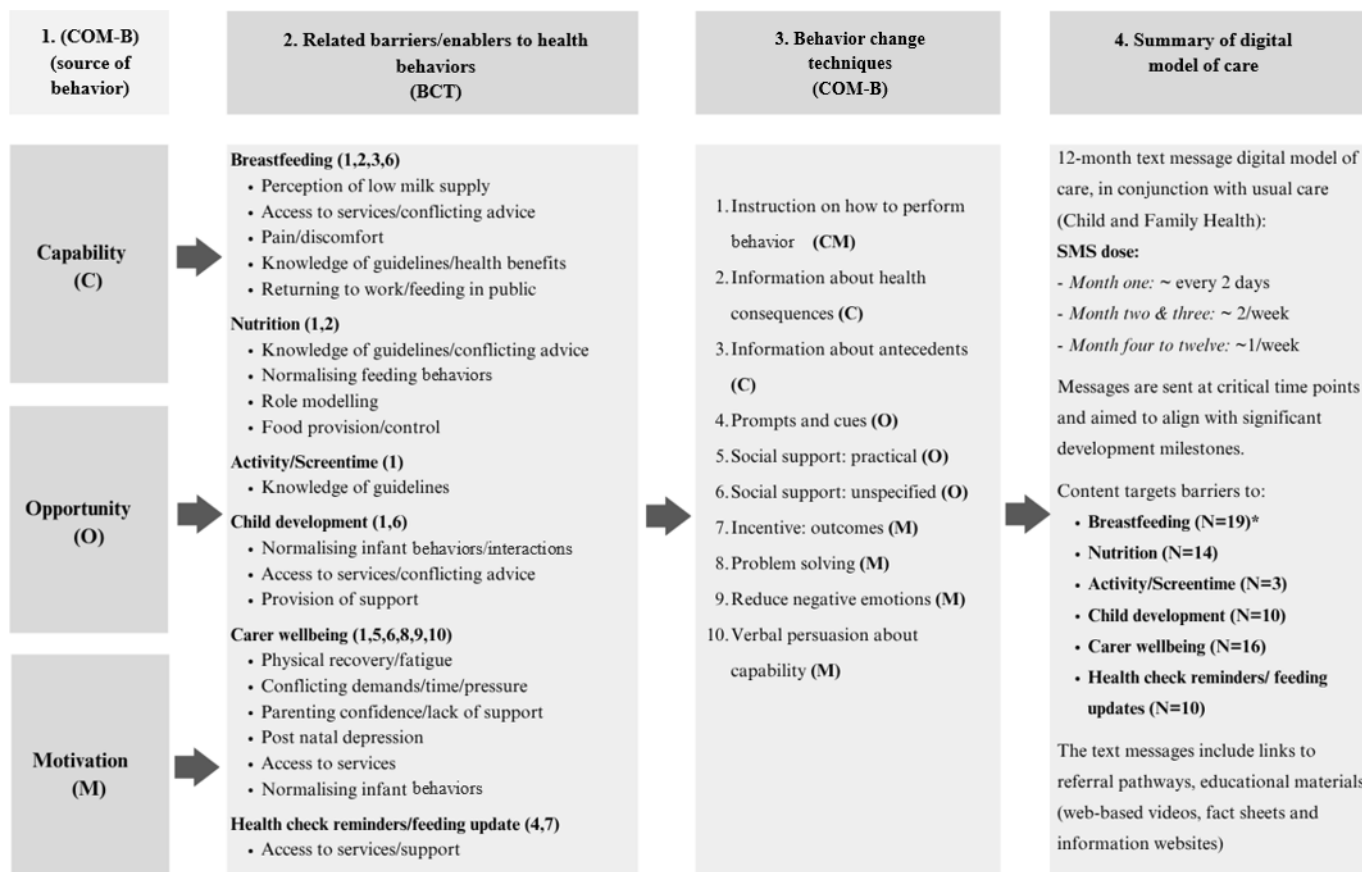 1. (COM-B)
(source of
behavior)
2. Related barriers/enablers to health
behaviors
(BCT)
3. Behavior change
techniques
(COM-B)
4. Summary of digital
model of care
Capability
(C)
Opportunity
(O)
Motivation
(M)
Breastfeeding (1,2,3,6)
• Perception of low milk supply
• Access to services/conflicting advice
• Pain/discomfort
• Knowledge of guidelines/health benefits
• Returning to work/feeding in public
Nutrition (1,2)
• Knowledge of guidelines/conflicting advice
• Normalising feeding behaviors
• Role modelling
• Food provision/control
Activity/Screentime (1)
• Knowledge of guidelines
Child development (1,6)
• Normalising infant behaviors/interactions
• Access to services/conflicting advice
• Provision of support
Carer wellbeing (1,5,6,8,9,10)
• Physical recovery/fatigue
• Conflicting demands/time/pressure
• Parenting confidence/lack of support
• Post natal depression
• Access to services
• Normalising infant behaviors
Health check reminders/feeding update (4,7)
• Access to services/support
1. Instruction on how to perform
behavior (CM)
2. Information about health
consequences (C)
3. Information about antecedents
(C)
4. Prompts and cues (O)
5. Social support: practical (O)
6. Social support: unspecified (O)
7. Incentive: outcomes (M)
8. Problem solving (M)
9. Reduce negative emotions (M)
10. Verbal persuasion about
capability (M)
12-month text message digital model of
care, in conjunction with usual care
(Child and Family Health):
SMS dose:
- Month one: ~ every 2 days
- Month two & three: ~ 2/week
- Month four to twelve: ~1/week
Messages are sent at critical time points
and aimed to align with significant
development milestones.
Content targets barriers to:
• Breastfeeding (N=19)*
• Nutrition (N=14)
• Activity/Screentime (N=3)
• Child development (N=10)
• Carer wellbeing (N=16)
• Health check reminders/ feeding
updates (N=10)
The text messages include links to
referral pathways, educational materials
(web-based videos, fact sheets and
information websites)